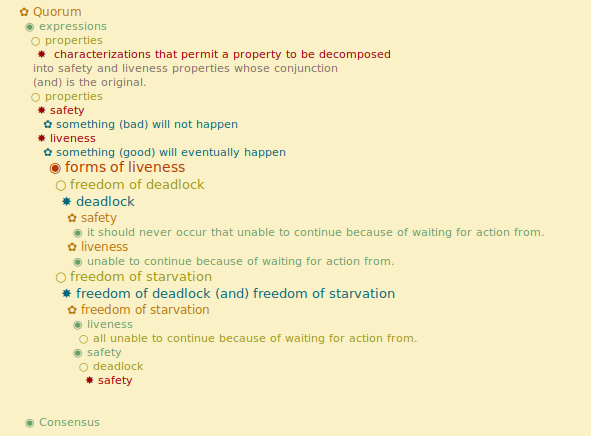 ✿ Quorum
◉ expressions
○ properties
✸ characterizations that permit a property to be decomposed
into safety and liveness properties whose conjunction
(and) is the original.
○ properties
✸ safety
✿ something (bad) will not happen
✸ liveness
✿ something (good) will eventually happen
◉ forms of liveness
○ freedom of deadlock
✸ deadlock
✿ safety
◉ it should never occur that unable to continue because of waiting for action from.
✿ liveness
◉ unable to continue because of waiting for action from.
○ freedom of starvation
✸ freedom of deadlock (and) freedom of starvation
✿ freedom of starvation
◉ liveness
○ all unable to continue because of waiting for action from.
◉ safety
○ deadlock
✸ safety
◉ Consensus